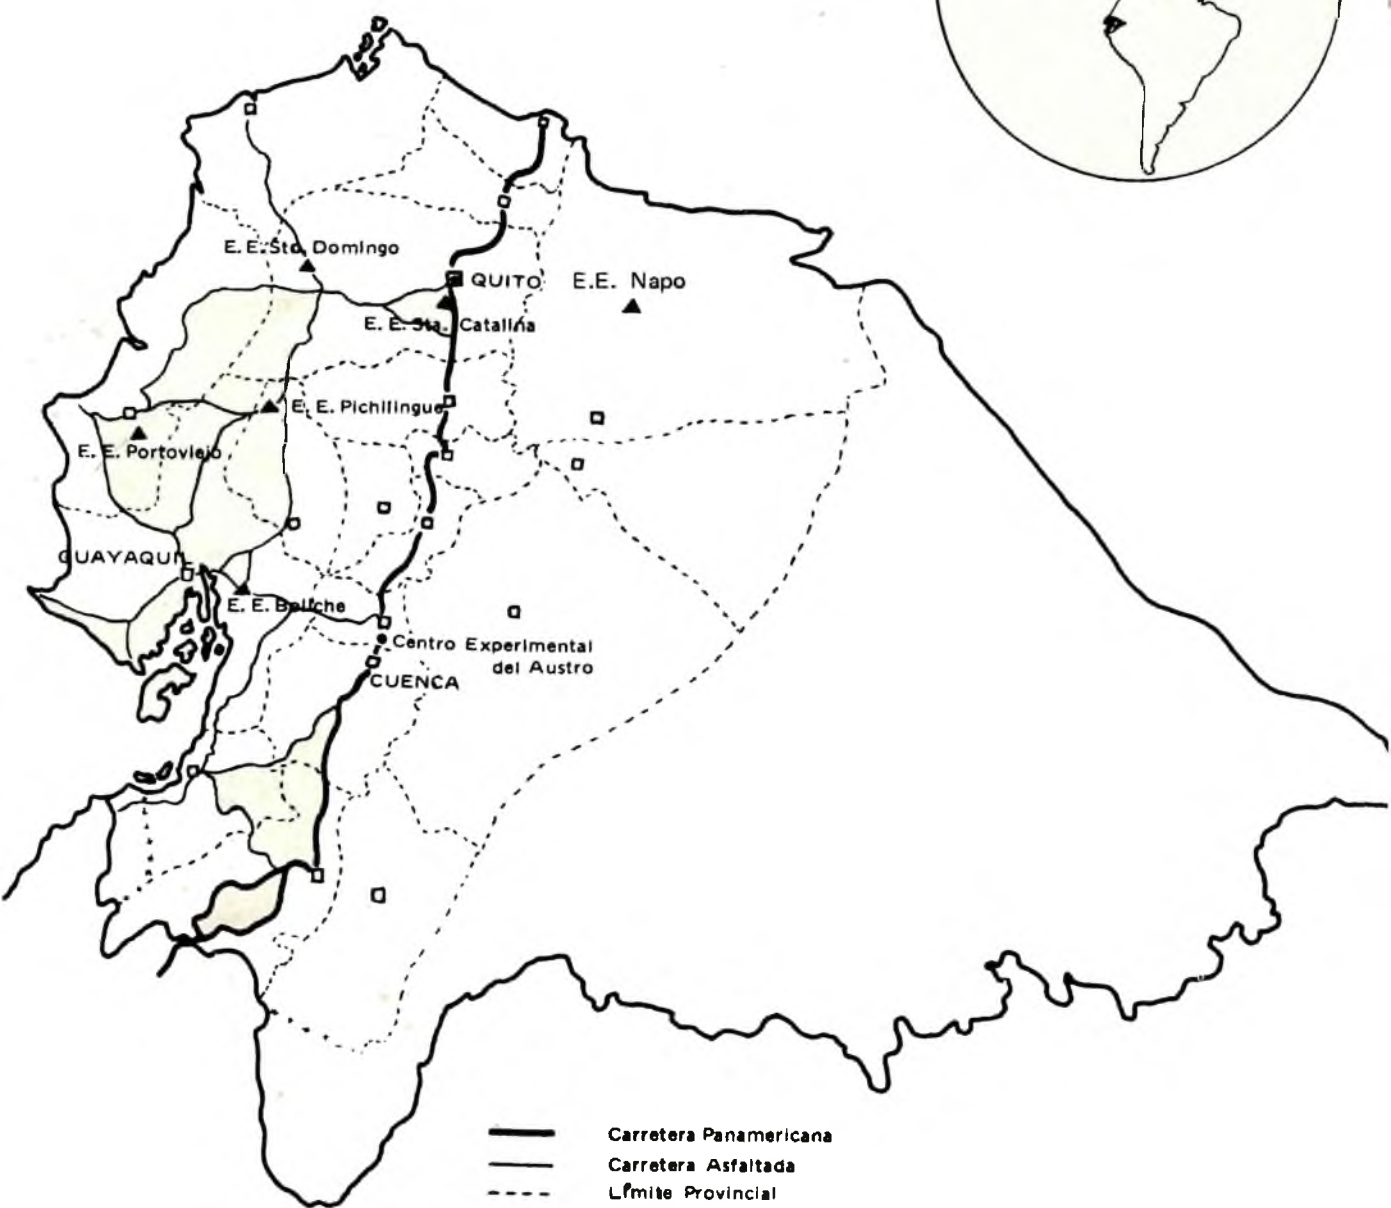 E. E. Sto. Domingo
QUITO
E.E. Napo
E. E. Sta. Catalina
E. E. Pichilingue
E. E. Portoviejo
GUAYAQUIL
E. E. Boliche
Centro Experimental
del Austro
CUENCA
Carretera Panamericana
Carretera Asfaltada
Límite Provincial